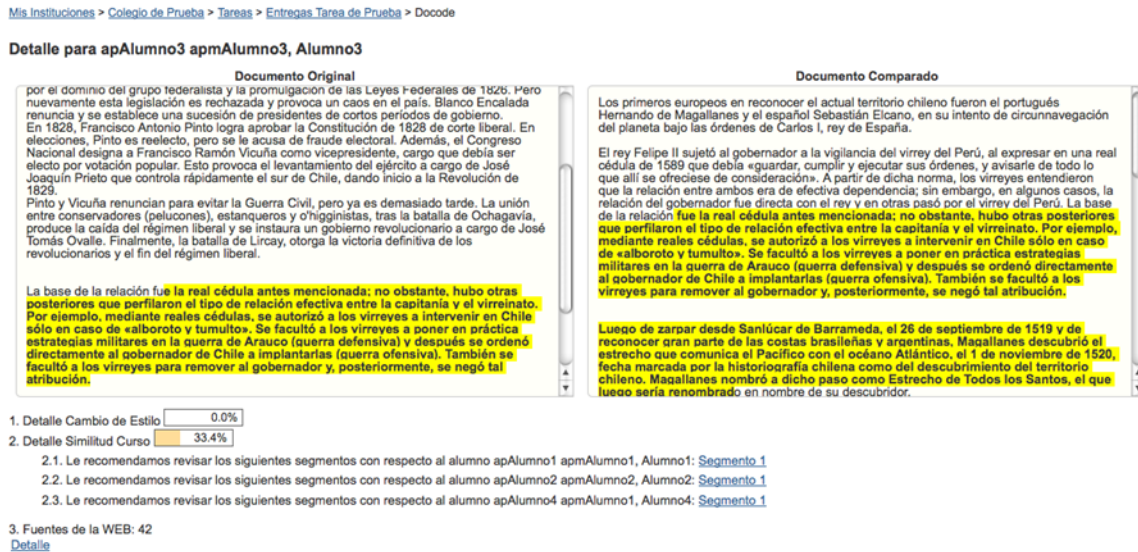 Mis Instituciones > Colegio de Prueba > Tareas > Entregas Tarea de Prueba > Docode
Detalle para apAlumno3 apmAlumno3, Alumno3
Documento Original
por el dominio del grupo federalista y la promulgación de las Leyes Federales de 1826. Pero
nuevamente esta legislación es rechazada y provoca un caos en el país. Blanco Encalada
renuncia y se establece una sucesión de presidentes de cortos períodos de gobierno.
En 1828, Francisco Antonio Pinto logra aprobar la Constitución de 1828 de corte liberal. En
elecciones, Pinto es reelecto, pero se le acusa de fraude electoral. Además, el Congreso
Nacional designa a Francisco Ramón Vicuña como vicepresidente, cargo que debía ser
electo por votación popular. Esto provoca el levantamiento del ejército a cargo de José
Joaquín Prieto que controla rápidamente el sur de Chile, dando inicio a la Revolución de
1829.
Pinto y Vicuña renuncian para evitar la Guerra Civil, pero ya es demasiado tarde. La unión
entre conservadores (pelucones), estanqueros y o'higginistas, tras la batalla de Ochagavía,
produce la caída del régimen liberal y se instaura un gobierno revolucionario a cargo de José
Tomás Ovalle. Finalmente, la batalla de Lircay, otorga la victoria definitiva de los
revolucionarios y el fin del régimen liberal.
La base de la relación fue la real cédula antes mencionada; no obstante, hubo otras
posteriores que perfilaron el tipo de relación efectiva entre la capitanía y el virreinato.
Por ejemplo, mediante reales cédulas, se autorizó a los virreyes a intervenir en Chile
sólo en caso de «alboroto y tumulto». Se facultó a los virreyes a poner en práctica
estrategias militares en la guerra de Arauco (guerra defensiva) y después se ordenó
directamente al gobernador de Chile a implantarlas (guerra ofensiva). También se
facultó a los virreyes para remover al gobernador y, posteriormente, se negó tal
atribución.
Documento Comparado
Los primeros europeos en reconocer el actual territorio chileno fueron el portugués
Hernando de Magallanes y el español Sebastián Elcano, en su intento de circunnavegación
del planeta bajo las órdenes de Carlos I, rey de España.
El rey Felipe II sujetó al gobernador a la vigilancia del virrey del Perú, al expresar en una real
cédula de 1589 que debía «guardar, cumplir y ejecutar sus órdenes, y avisarle de todo lo
que allí se ofreciese de consideración». A partir de dicha norma, los virreyes entendieron
que la relación entre ambos era de efectiva dependencia; sin embargo, en algunos casos, la
relación del gobernador fue directa con el rey y en otras pasó por el virrey del Perú. La base
de la relación fue la real cédula antes mencionada; no obstante, hubo otras posteriores
que perfilaron el tipo de relación efectiva entre la capitanía y el virreinato. Por ejemplo,
mediante reales cédulas, se autorizó a los virreyes a intervenir en Chile sólo en caso
de «alboroto y tumulto». Se facultó a los virreyes a poner en práctica estrategias
militares en la guerra de Arauco (guerra defensiva) y después se ordenó directamente
al gobernador de Chile a implantarlas (guerra ofensiva). También se facultó a los
virreyes para remover al gobernador y, posteriormente, se negó tal atribución.
Luego de zarpar desde Sanlúcar de Barrameda, el 26 de septiembre de 1519 y de
reconocer gran parte de las costas brasileñas y argentinas, Magallanes descubrió el
estrecho que comunica el Pacífico con el océano Atlántico, el 1 de noviembre de 1520,
fecha marcada por la historiografía chilena como del descubrimiento del territorio
chileno. Magallanes nombró a dicho paso como Estrecho de Todos los Santos, el que
luego sería renombrado en nombre de su descubridor.
1. Detalle Cambio de Estilo 0.0%
2. Detalle Similitud Curso 33.4%
2.1. Le recomendamos revisar los siguientes segmentos con respecto al alumno apAlumno1 apmAlumno1, Alumno1: Segmento 1
2.2. Le recomendamos revisar los siguientes segmentos con respecto al alumno apAlumno2 apmAlumno2, Alumno2: Segmento 1
2.3. Le recomendamos revisar los siguientes segmentos con respecto al alumno apAlumno4 apmAlumno1, Alumno4: Segmento 1
3. Fuentes de la WEB: 42
Detalle